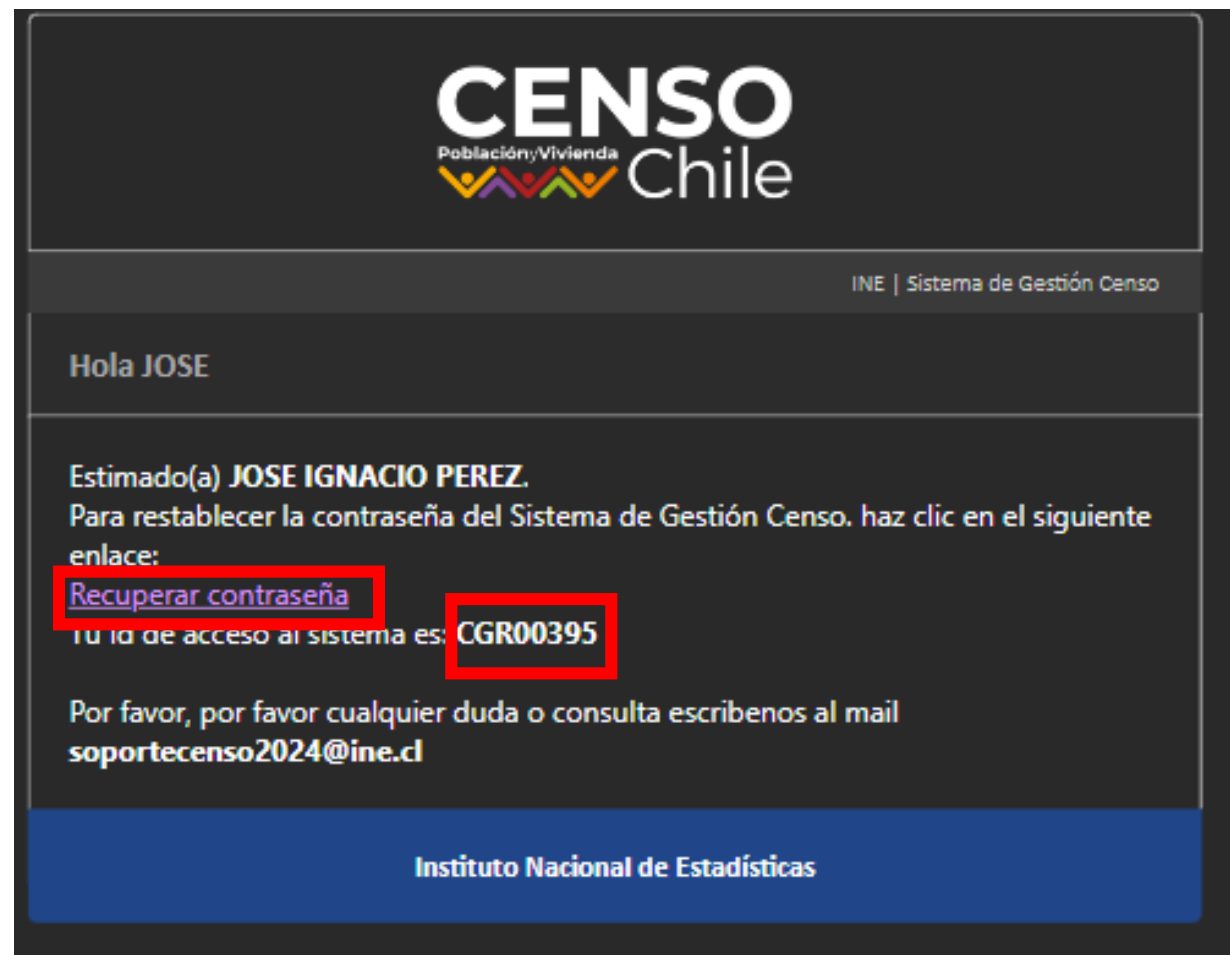 CENSO
PoblaciónyVivienda
Chile
INE | Sistema de Gestión Censo
Hola JOSE
Estimado(a) JOSE IGNACIO PEREZ.
Para restablecer la contraseña del Sistema de Gestión Censo. haz clic en el siguiente
enlace:
Recuperar contraseña
Tu id de acceso al sistema es: CGR00395
Por favor, por favor cualquier duda o consulta escribenos al mail
soportecenso2024@ine.cl
Instituto Nacional de Estadísticas